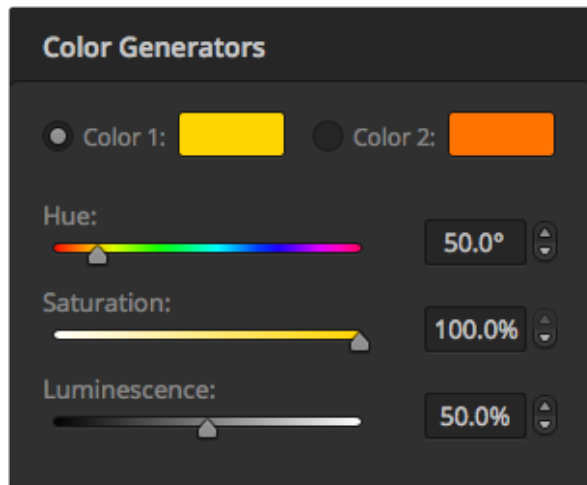 Color Generators
Color 1: Color 2:
Hue:
50.0°
Saturation:
100.0%
Luminescence:
50.0%